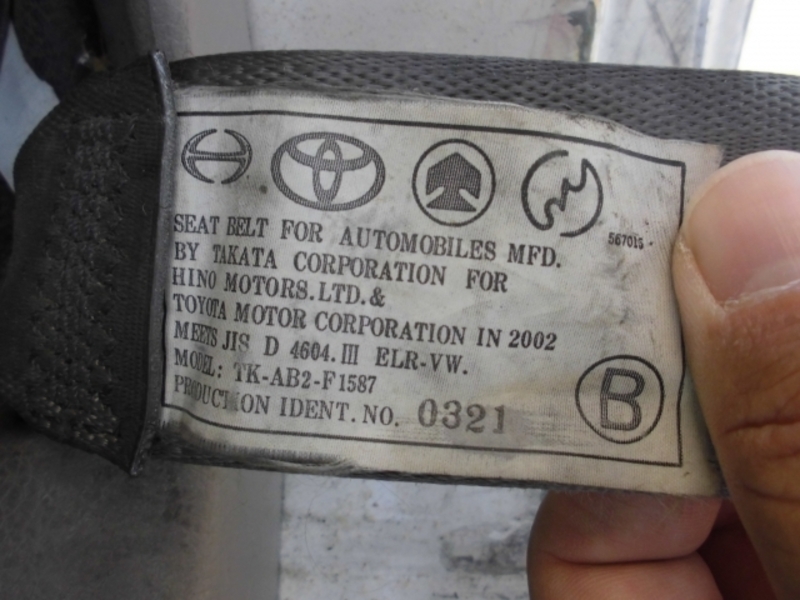 567015
SEAT BELT FOR AUTOMOBILES MFD.
BY TAKATA CORPORATION FOR
HINO MOTORS.LTD.&
TOYOTA MOTOR CORPORATION IN 2002
MEETS JIS D 4604.III ELR-VW.
MODEL: TK-AB2-F1587
PRODUCTION IDENT.NO. 0321
B